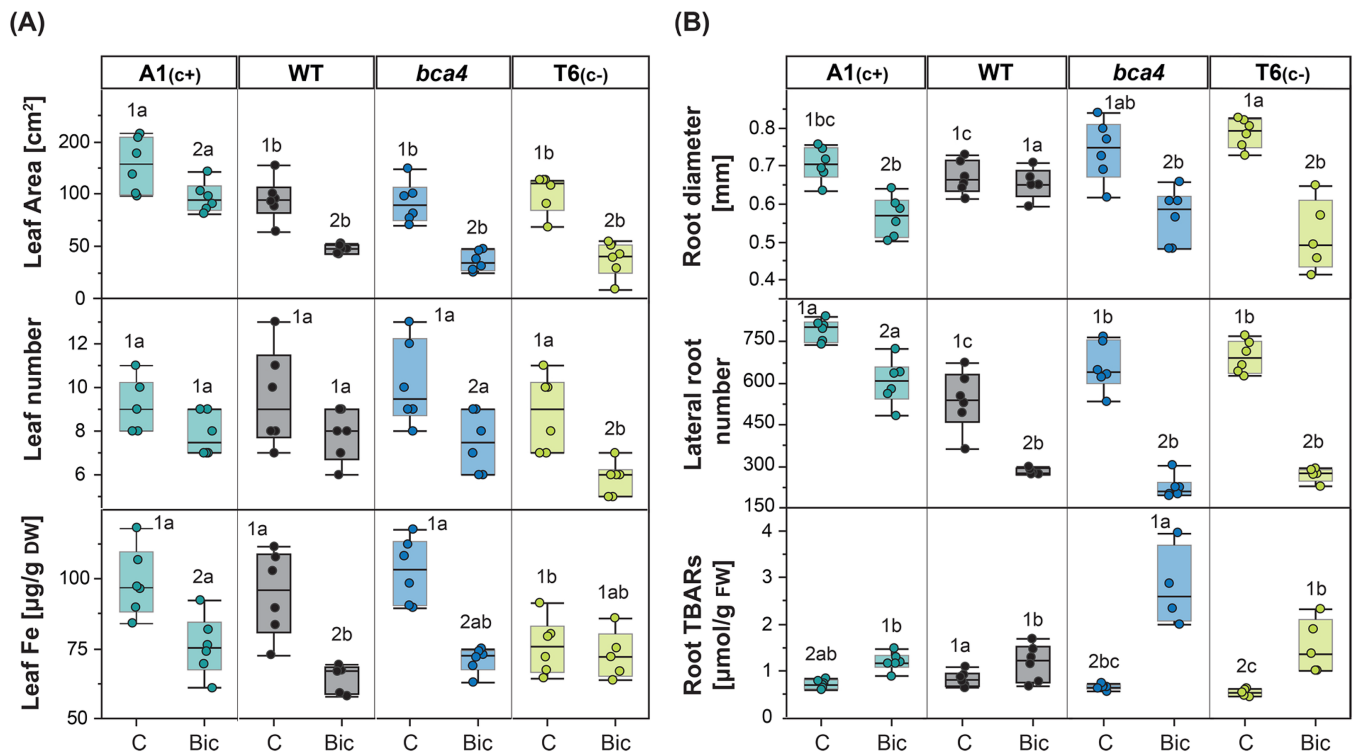 (A)
A1(c+) WT bca4 T6(c-)
Leaf Area [cm²]
200
100
50
0
1a 2a 1b 2b 1b 2b 1b 2b
Leaf number
12
10
8
6
1a 1a 1a 1a 1a 2a 1a 2b
Leaf Fe [µg/g DW]
100
75
50
1a 2a 1a 2b 1a 2ab 1b 1ab
C Bic C Bic C Bic C Bic
(B)
A1(c+) WT bca4 T6(c-)
Root diameter
[mm]
0.8
0.7
0.6
0.5
0.4
1bc 2b 1c 1a 1ab 2b 1a 2b
Lateral root
number
750
600
450
300
150
1a 2a 1c 2b 1b 2b 1b 2b
Root TBARs
[µmol/g FW]
4
3
2
1
0
2ab 1b 1a 1b 2bc 1a 2c 1b
C Bic C Bic C Bic C Bic